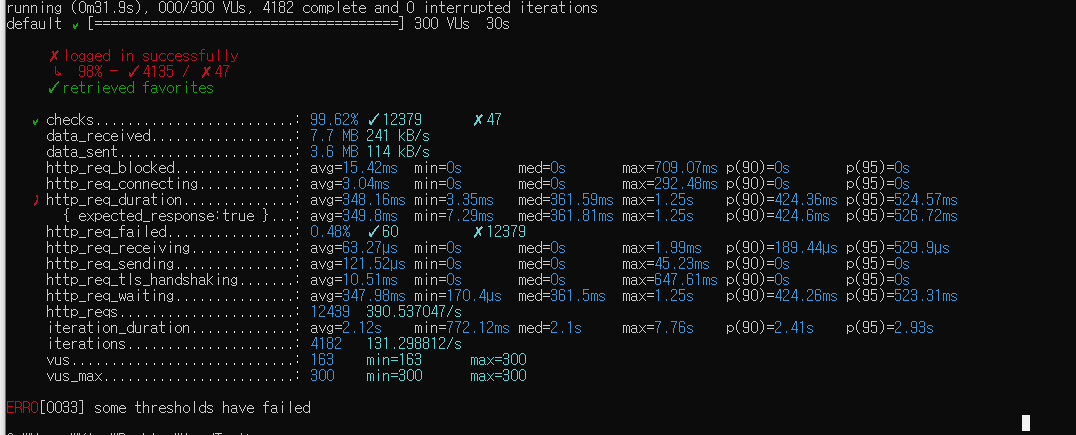 running (0m31.9s), 000/300 VUs, 4182 complete and 0 interrupted iterations
default ✓ [======================================] 300 VUs  30s
✗ logged in successfully
↳  98% — ✓ 4135 / ✗ 47
✓ retrieved favorites
✓ checks.........................: 99.62% ✓ 12379 ✗ 47
data_received..................: 7.7 MB 241 kB/s
data_sent......................: 3.6 MB 114 kB/s
http_req_blocked...............: avg=15.42ms min=0s med=0s max=709.07ms p(90)=0s p(95)=0s
http_req_connecting............: avg=3.04ms min=0s med=0s max=292.48ms p(90)=0s p(95)=0s
✗ http_req_duration..............: avg=348.16ms min=3.35ms med=361.59ms max=1.25s p(90)=424.36ms p(95)=524.57ms
{ expected_response:true }...: avg=349.8ms min=7.29ms med=361.81ms max=1.25s p(90)=424.6ms p(95)=526.72ms
http_req_failed................: 0.48% ✓ 60 ✗ 12379
http_req_receiving.............: avg=63.27µs min=0s med=0s max=1.99ms p(90)=189.44µs p(95)=529.9µs
http_req_sending...............: avg=121.52µs min=0s med=0s max=45.23ms p(90)=0s p(95)=0s
http_req_tls_handshaking.......: avg=10.51ms min=0s med=0s max=647.61ms p(90)=0s p(95)=0s
http_req_waiting...............: avg=347.98ms min=170.4µs med=361.5ms max=1.25s p(90)=424.26ms p(95)=523.31ms
http_reqs......................: 12439 390.537047/s
iteration_duration.............: avg=2.12s min=772.12ms med=2.1s max=7.76s p(90)=2.41s p(95)=2.93s
iterations.....................: 4182 131.298812/s
vus............................: 163 min=163 max=300
vus_max........................: 300 min=300 max=300
ERRO[0033] some thresholds have failed